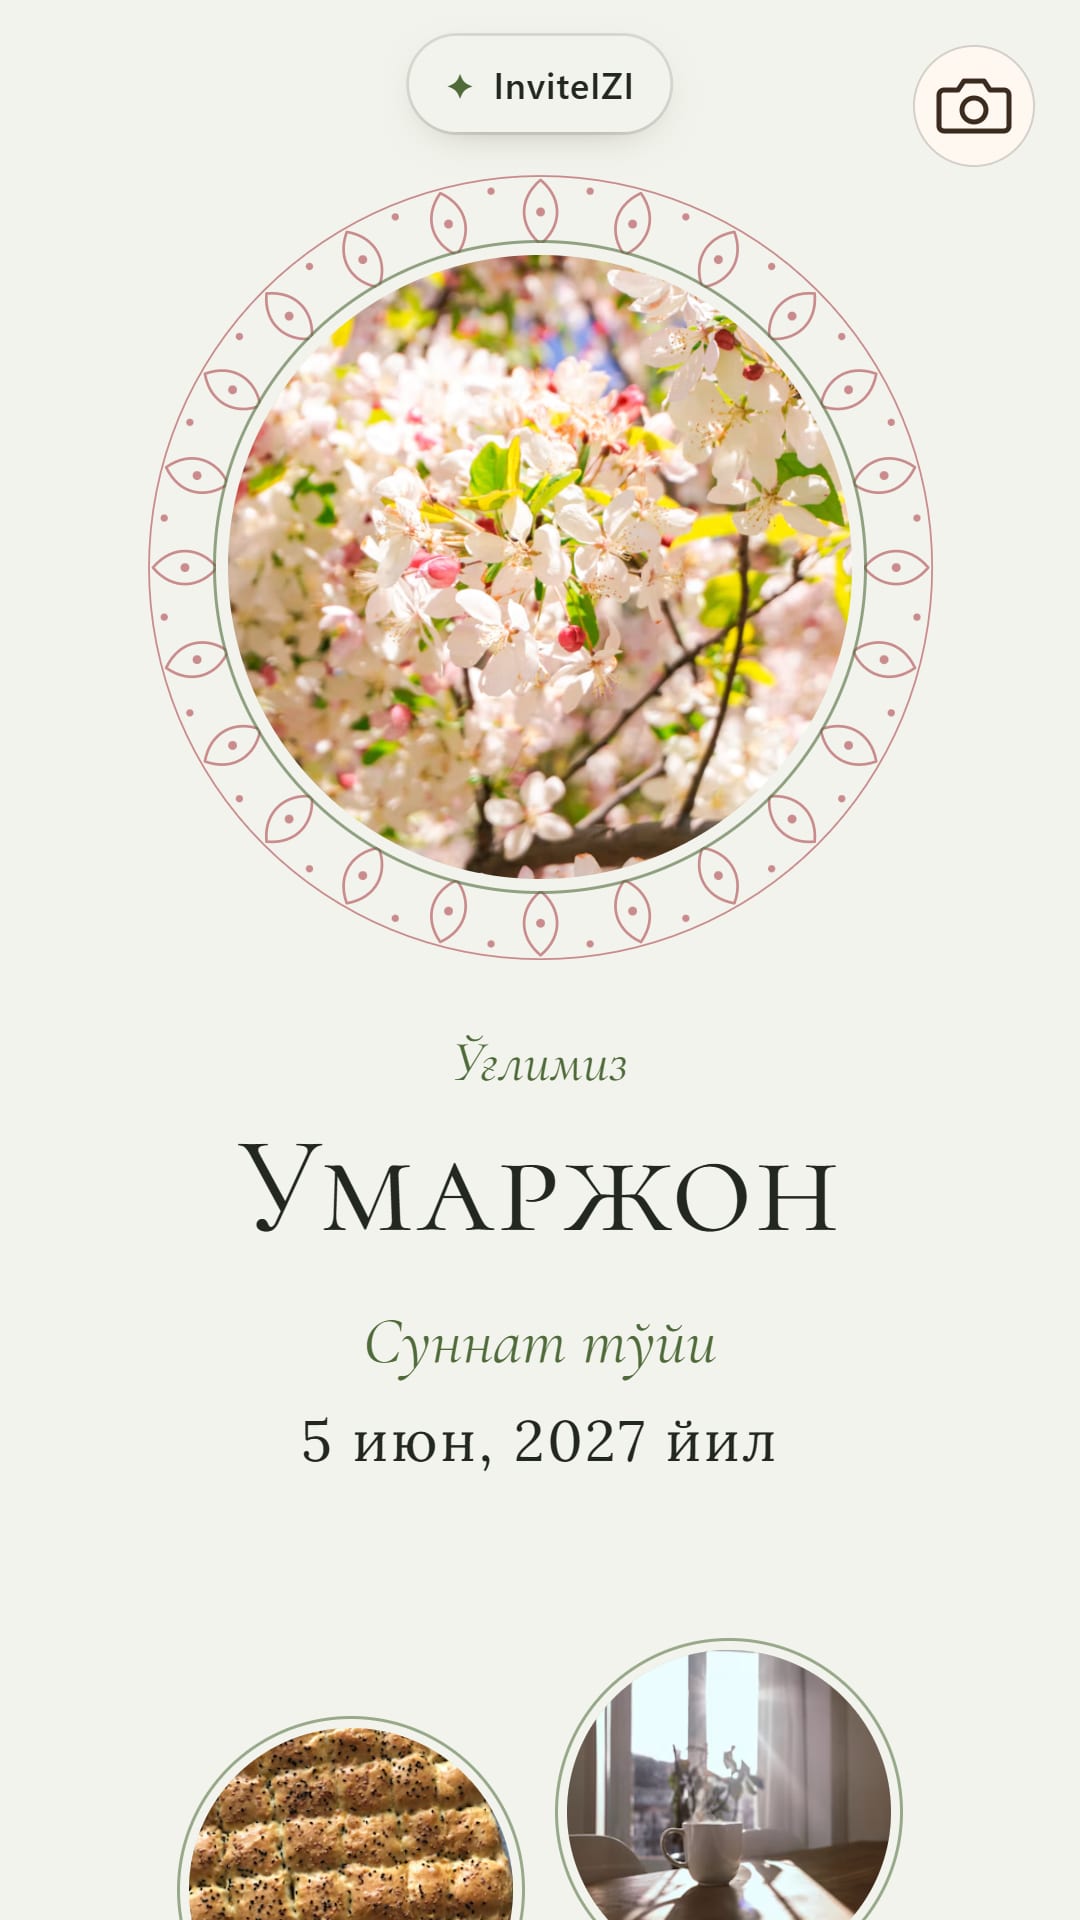 InviteIZI
Ўғлимиз
Умаржон
Суннат тўйи
5 июн, 2027 йил